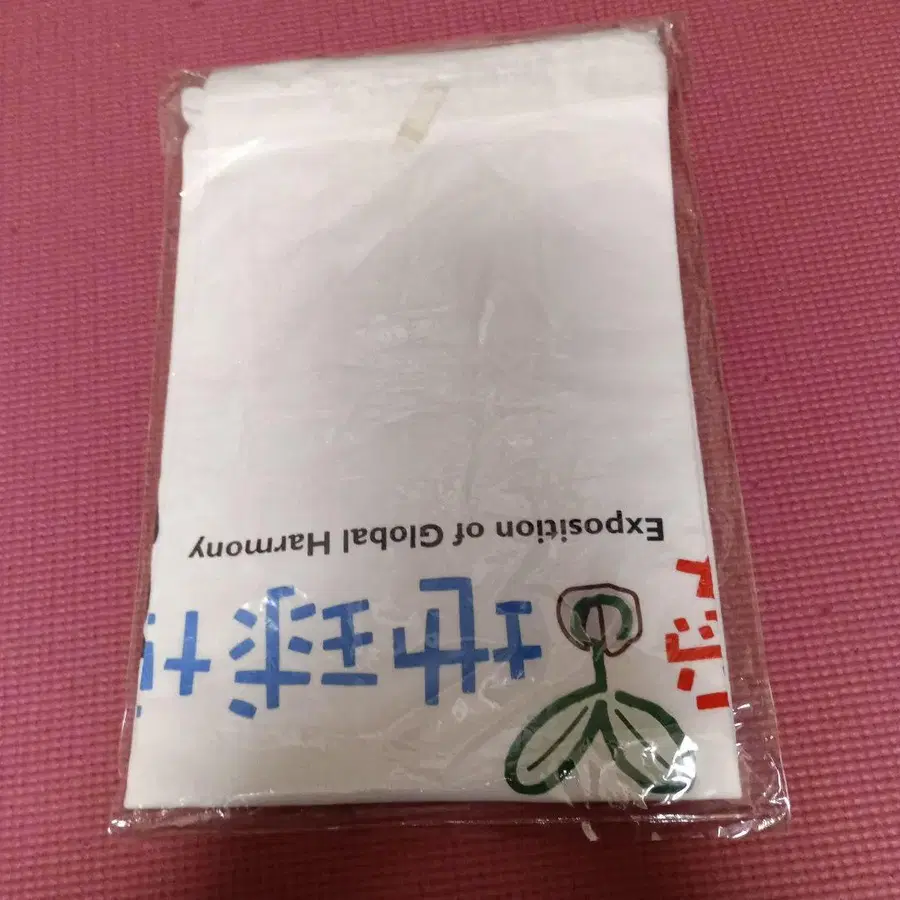 地球
Exposition of Global Harmony